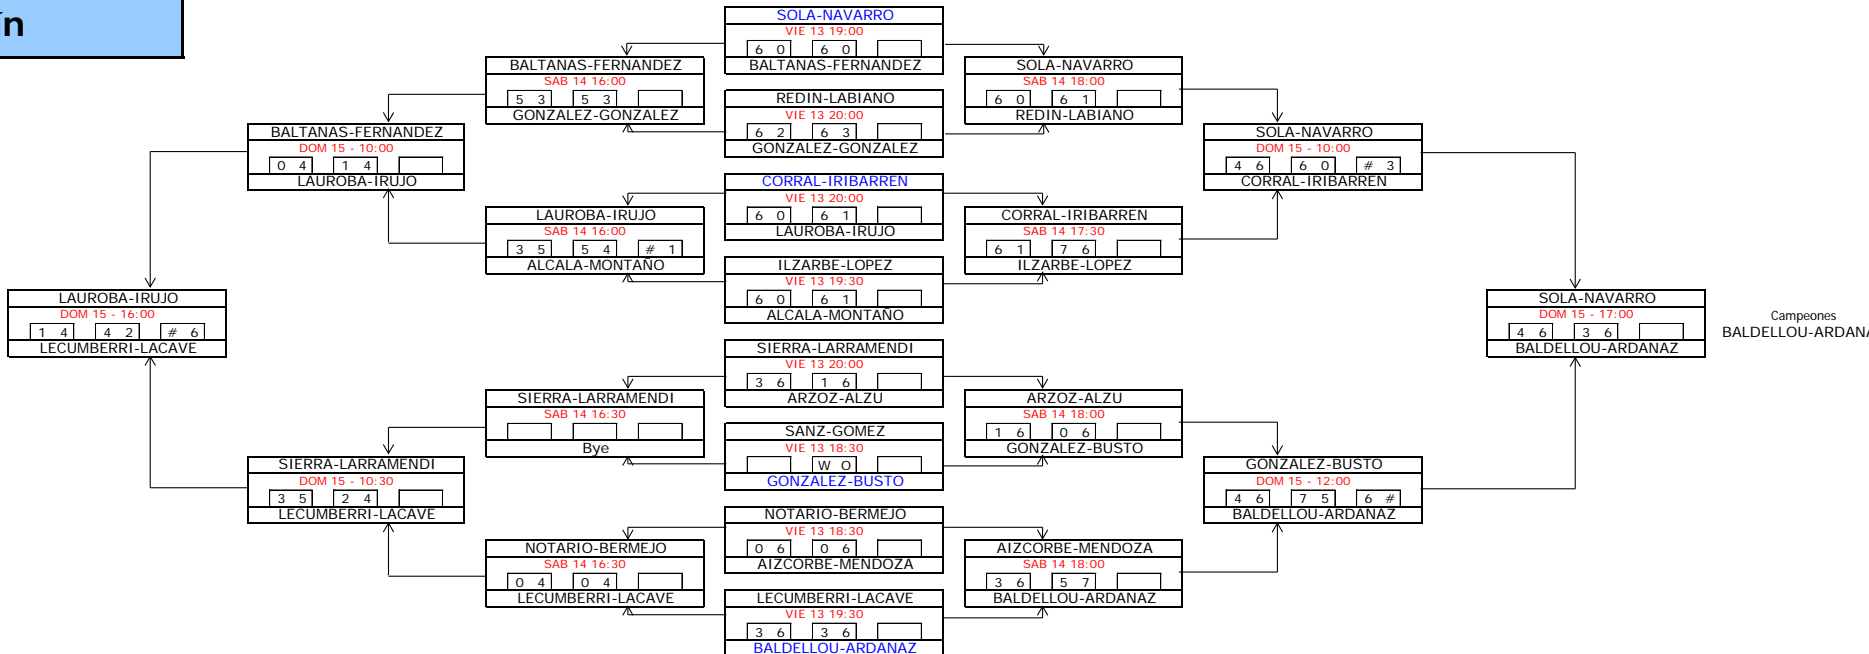 ín
SOLA-NAVARRO
VIE 13 19:00
6 0 6 0
BALTANAS-FERNANDEZ
REDIN-LABIANO
VIE 13 20:00
6 2 6 3
GONZALEZ-GONZALEZ
CORRAL-IRIBARREN
VIE 13 20:00
6 0 6 1
LAUROBA-IRUJO
ILZARBE-LOPEZ
VIE 13 19:30
6 0 6 1
ALCALA-MONTAÑO
SIERRA-LARRAMENDI
VIE 13 20:00
3 6 1 6
ARZOZ-ALZU
SANZ-GOMEZ
VIE 13 18:30
W O
GONZALEZ-BUSTO
NOTARIO-BERMEJO
VIE 13 18:30
0 6 0 6
AIZCORBE-MENDOZA
LECUMBERRI-LACAVE
VIE 13 19:30
3 6 3 6
BALDELLOU-ARDANAZ
BALTANAS-FERNANDEZ
SAB 14 16:00
5 3 5 3
GONZALEZ-GONZALEZ
LAUROBA-IRUJO
SAB 14 16:00
3 5 5 4 # 1
ALCALA-MONTAÑO
SIERRA-LARRAMENDI
SAB 14 16:30
Bye
NOTARIO-BERMEJO
SAB 14 16:30
0 4 0 4
LECUMBERRI-LACAVE
BALTANAS-FERNANDEZ
DOM 15 - 10:00
0 4 1 4
LAUROBA-IRUJO
SIERRA-LARRAMENDI
DOM 15 - 10:30
3 5 2 4
LECUMBERRI-LACAVE
LAUROBA-IRUJO
DOM 15 - 16:00
1 4 4 2 # 6
LECUMBERRI-LACAVE
SOLA-NAVARRO
SAB 14 18:00
6 0 6 1
REDIN-LABIANO
CORRAL-IRIBARREN
SAB 14 17:30
6 1 7 6
ILZARBE-LOPEZ
ARZOZ-ALZU
SAB 14 18:00
1 6 0 6
GONZALEZ-BUSTO
AIZCORBE-MENDOZA
SAB 14 18:00
3 6 5 7
BALDELLOU-ARDANAZ
SOLA-NAVARRO
DOM 15 - 10:00
4 6 6 0 # 3
CORRAL-IRIBARREN
GONZALEZ-BUSTO
DOM 15 - 12:00
4 6 7 5 6 #
BALDELLOU-ARDANAZ
SOLA-NAVARRO
DOM 15 - 17:00
4 6 3 6
BALDELLOU-ARDANAZ
Campeones
BALDELLOU-ARDANA